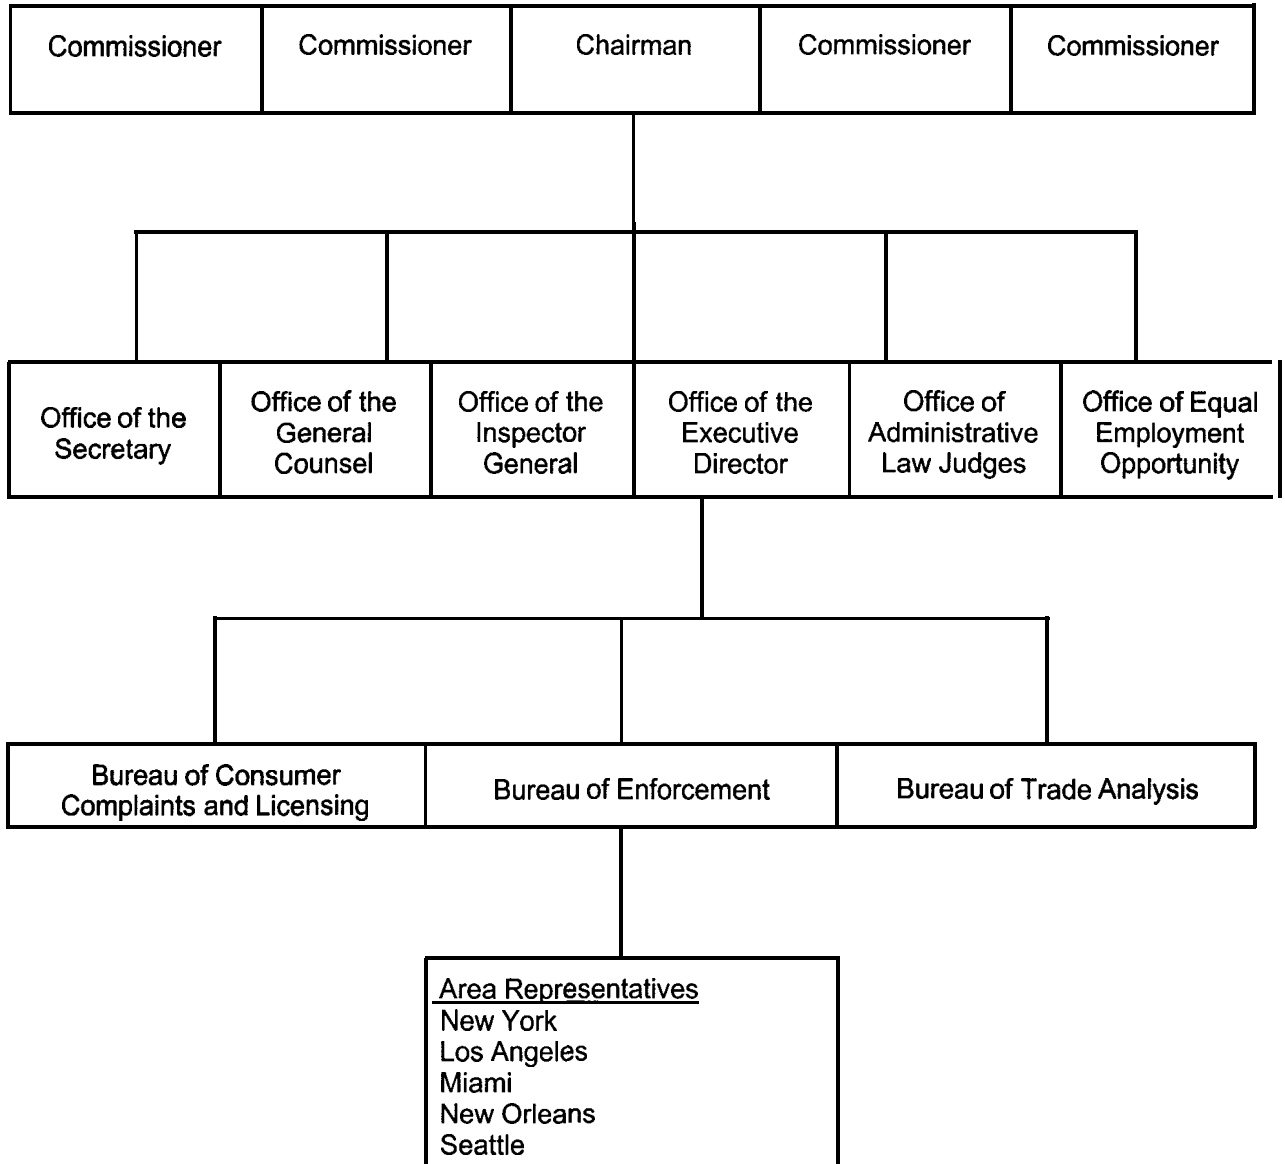 Commissioner
Commissioner
Chairman
Commissioner
Commissioner
Office of the
Secretary
Office of the
General
Counsel
Office of the
Inspector
General
Office of the
Executive
Director
Office of
Administrative
Law Judges
Office of Equal
Employment
Opportunity
Bureau of Consumer
Complaints and Licensing
Bureau of Enforcement
Bureau of Trade Analysis
Area Representatives
New York
Los Angeles
Miami
New Orleans
Seattle